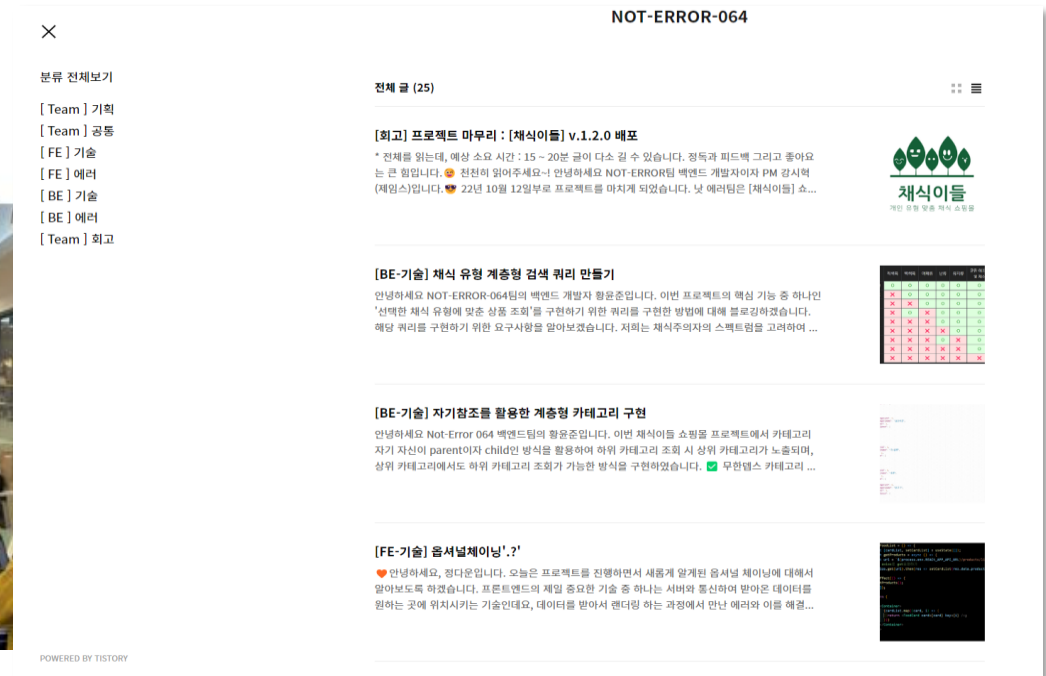 NOT-ERROR-064
분류 전체보기
[ Team ] 기획
[ Team ] 공통
[ FE ] 기술
[ FE ] 에러
[ BE ] 기술
[ BE ] 에러
[ Team ] 회고
POWERED BY TISTORY
전체 글 (25)
[회고] 프로젝트 마무리 : [채식이들] v.1.2.0 배포
* 전체를 읽는데, 예상 소요 시간 : 15 ~ 20분 글이 다소 길 수 있습니다. 정독과 피드백 그리고 좋아요
는 큰 힘입니다.🥰 천천히 읽어주세요~! 안녕하세요 NOT-ERROR팀 백엔드 개발자이자 PM 강시혁
(제임스)입니다.😎 22년 10월 12일부로 프로젝트를 마치게 되었습니다. 낫 에러팀은 [채식이들] 쇼...
채식이들
개인 유형 맞춤 채식 쇼핑몰
[BE-기술] 채식 유형 계층형 검색 쿼리 만들기
안녕하세요 NOT-ERROR-064팀의 백엔드 개발자 황윤준입니다. 이번 프로젝트의 핵심 기능 중 하나인
'선택한 채식 유형에 맞춘 상품 조회'를 구현하기 위한 쿼리를 구현한 방법에 대해 블로깅하겠습니다.
해당 쿼리를 구현하기 위한 요구사항을 알아보겠습니다. 저희는 채식주의자의 스펙트럼을 고려하여 ...
[BE-기술] 자기참조를 활용한 계층형 카테고리 구현
안녕하세요 Not-Error 064 백엔드팀의 황윤준입니다. 이번 채식이들 쇼핑몰 프로젝트에서 카테고리
자기 자신이 parent이자 child인 방식을 활용하여 하위 카테고리 조회 시 상위 카테고리가 노출되며,
상위 카테고리에서도 하위 카테고리 조회가 가능한 방식을 구현하였습니다. ✅ 무한뎁스 카테고리 ...
[FE-기술] 옵셔널체이닝'.?'
🧡안녕하세요, 정다운입니다. 오늘은 프로젝트를 진행하면서 새롭게 알게된 옵셔널 체이닝에 대해서
알아보도록 하겠습니다. 프론트엔드의 제일 중요한 기술 중 하나는 서버와 통신하여 받아온 데이터를
원하는 곳에 위치시키는 기술인데요, 데이터를 받아서 랜더링 하는 과정에서 만난 에러와 이를 해결...